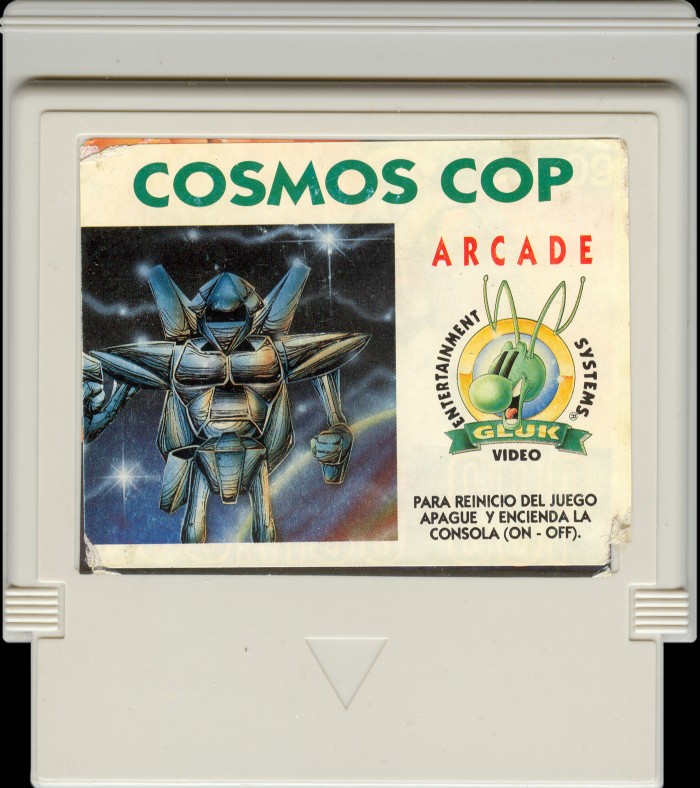 COSMOS COP
ARCADE
ENTERTAINMENT
SYSTEMS
®
GLUK
VIDEO
PARA REINICIO DEL JUEGO
APAGUE Y ENCIENDA LA
CONSOLA (ON - OFF).